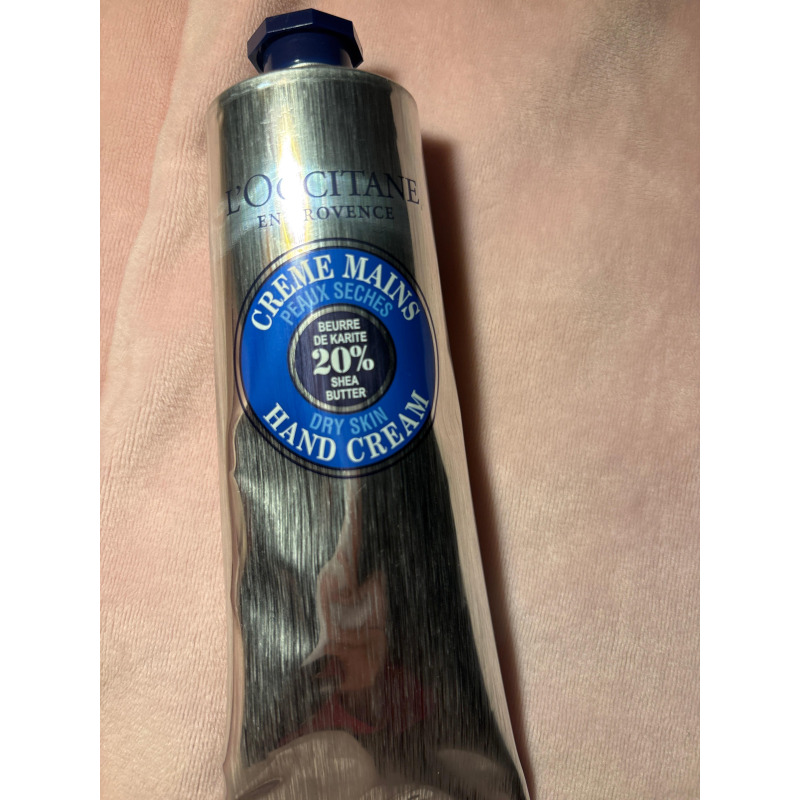 L'OCCITANE
EN PROVENCE
CREME MAINS
PEAUX SECHES
BEURRE
DE KARITE
20%
SHEA
BUTTER
DRY SKIN
HAND CREAM